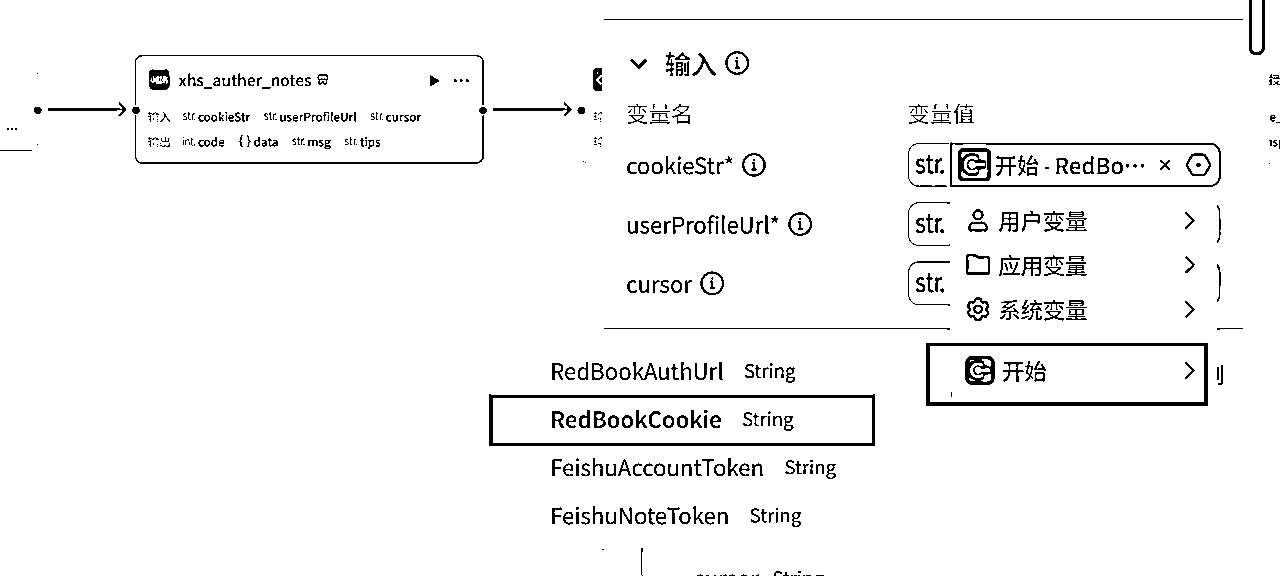 xhs_auther_notes
输入 str.cookieStr str.userProfileUrl str.cursor
输出 int.code {}data str.msg str.tips
...
输入
变量名 变量值
cookieStr* str. 开始 - RedBo··· ×
userProfileUrl* str.
cursor str.
用户变量
应用变量
系统变量
开始
RedBookAuthUrl String
RedBookCookie String
FeishuAccountToken String
FeishuNoteToken String